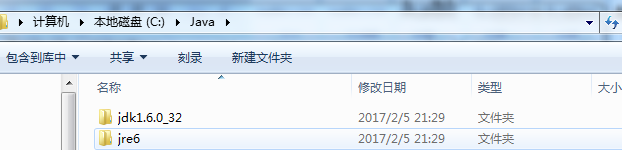 计算机 本地磁盘 (C:) Java
包含到库中 共享 刻录 新建文件夹
名称 修改日期 类型 大小
jdk1.6.0_32 2017/2/5 21:29 文件夹
jre6 2017/2/5 21:29 文件夹